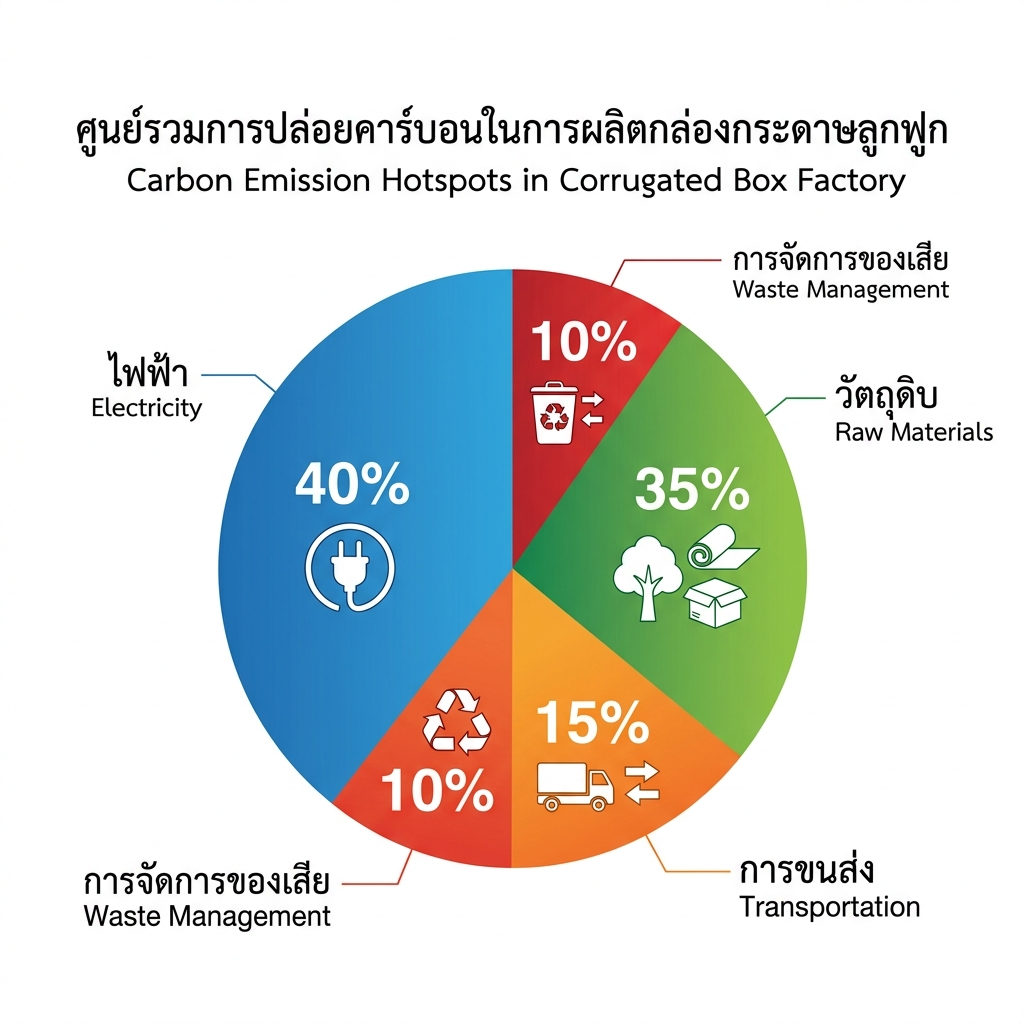 ศูนย์รวมการปล่อยคาร์บอนในการผลิตกล่องกระดาษลูกฟูก
Carbon Emission Hotspots in Corrugated Box Factory
การจัดการของเสีย
Waste Management
10%
ไฟฟ้า
Electricity
วัตถุดิบ
Raw Materials
40%
35%
15%
10%
การจัดการของเสีย
Waste Management
การขนส่ง
Transportation